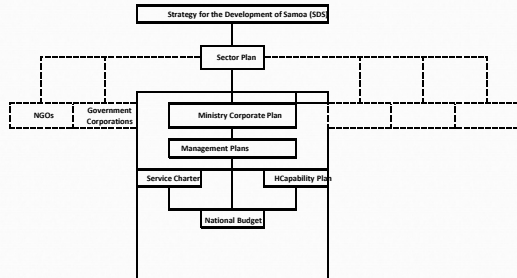 Strategy for the Development of Samoa (SDS)
Sector Plan
NGOs
Government
Corporations
Ministry Corporate Plan
Management Plans
Service Charter
HCapability Plan
National Budget